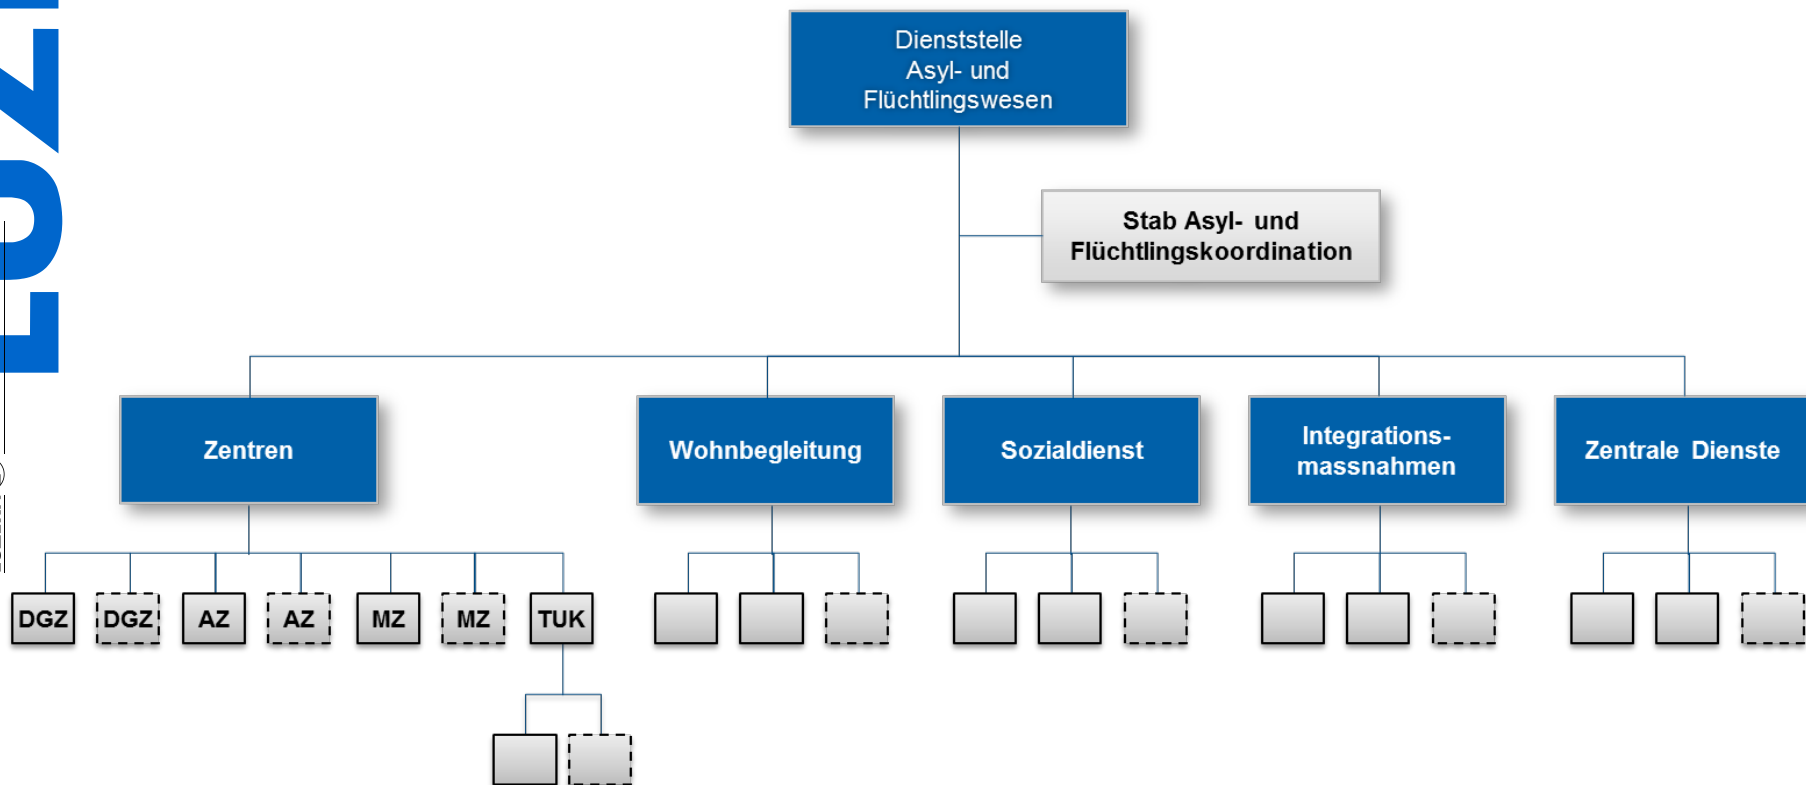 Dienststelle
Asyl- und
Flüchtlingswesen
Stab Asyl- und
Flüchtlingskoordination
Zentren
Wohnbegleitung
Sozialdienst
Integrations-
massnahmen
Zentrale Dienste
DGZ DGZ AZ AZ MZ MZ TUK